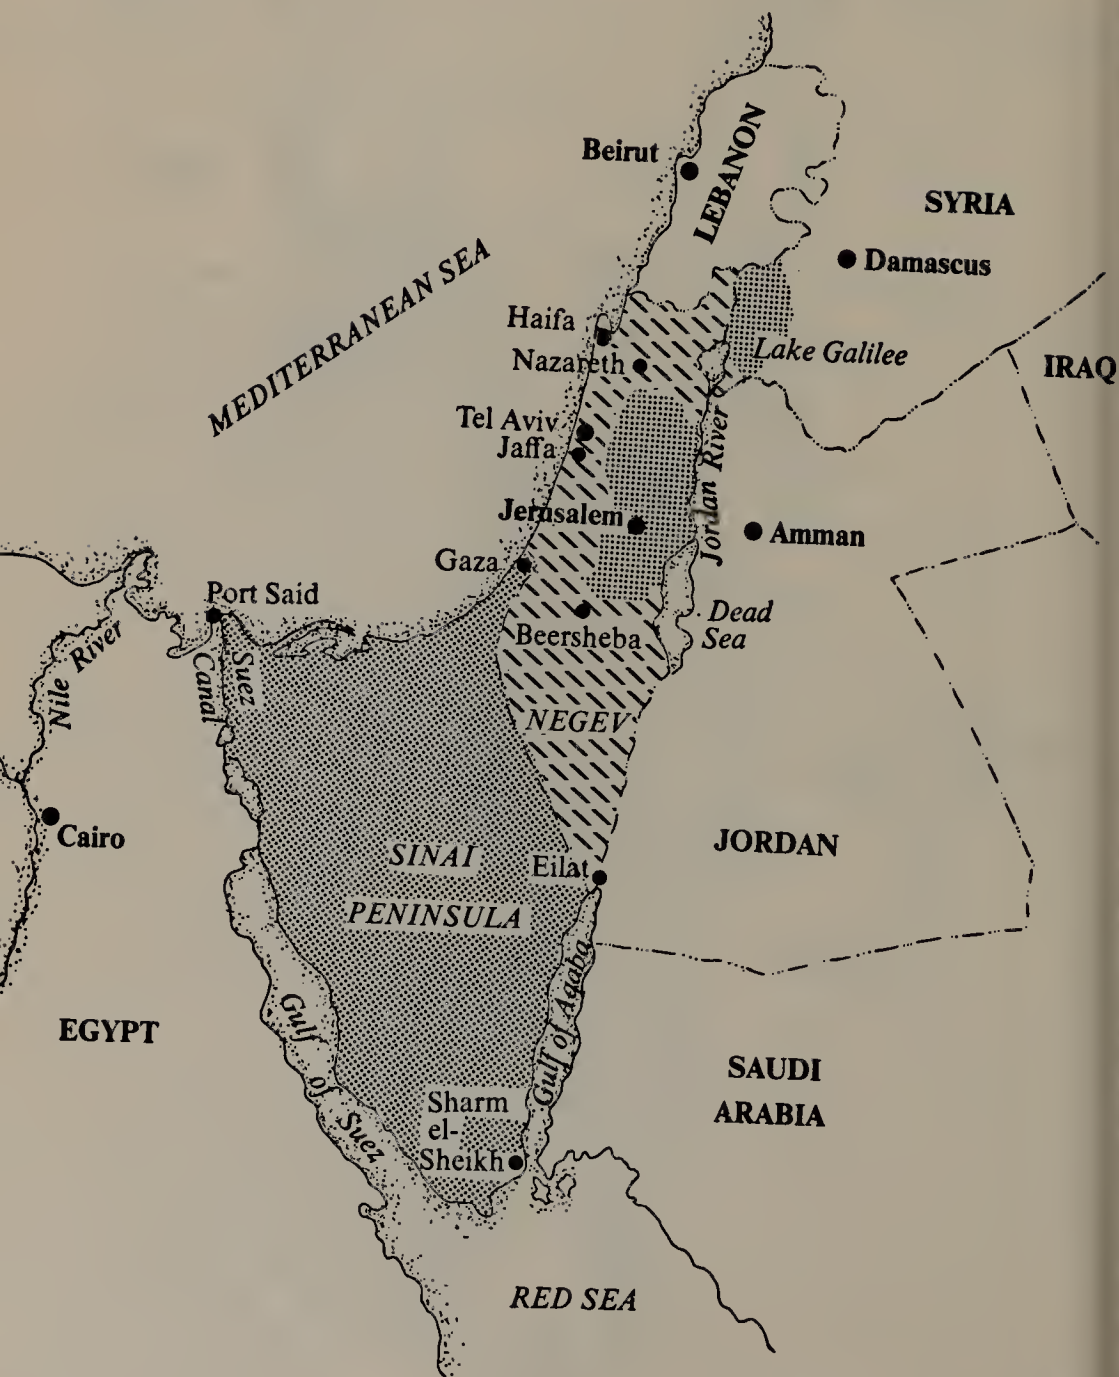 Beirut
LEBANON
SYRIA
Damascus
MEDITERRANEAN SEA
Haifa
Nazareth
Lake Galilee
IRAQ
Tel Aviv
Jaffa
Jordan River
Jerusalem
Amman
Gaza
Port Said
Dead
Sea
Nile River
Suez
Canal
Beersheba
NEGEV
Cairo
SINAI
PENINSULA
Eilat
JORDAN
Gulf of Aqaba
EGYPT
Gulf
of
Suez
Sharm
el-
Sheikh
SAUDI
ARABIA
RED SEA